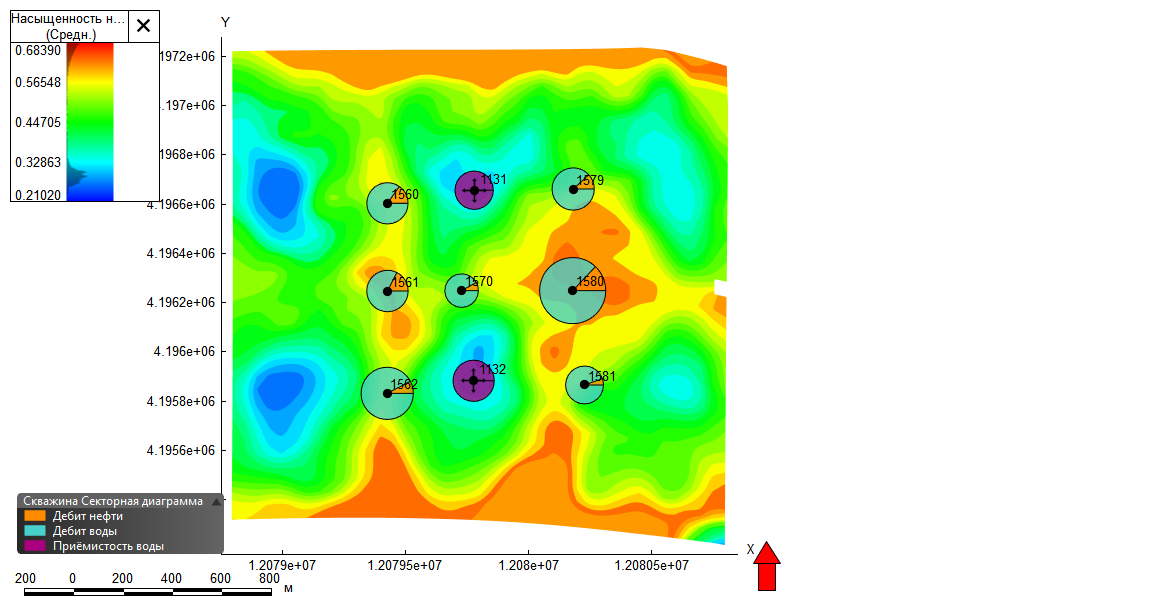 Насыщенность н...
(Средн.)
0.68390
0.56548
0.44705
0.32863
0.21020
Y
1972e+06
.197e+06
1968e+06
4.1966e+06
4.1964e+06
4.1962e+06
4.196e+06
4.1958e+06
4.1956e+06
1560
1131
1579
1561
1570
1580
1562
1132
1581
Скважина Секторная диаграмма
Дебит нефти
Дебит воды
Приёмистость воды
X
1.2079e+07
1.20795e+07
1.208e+07
1.20805e+07
200 0 200 400 600 800
м